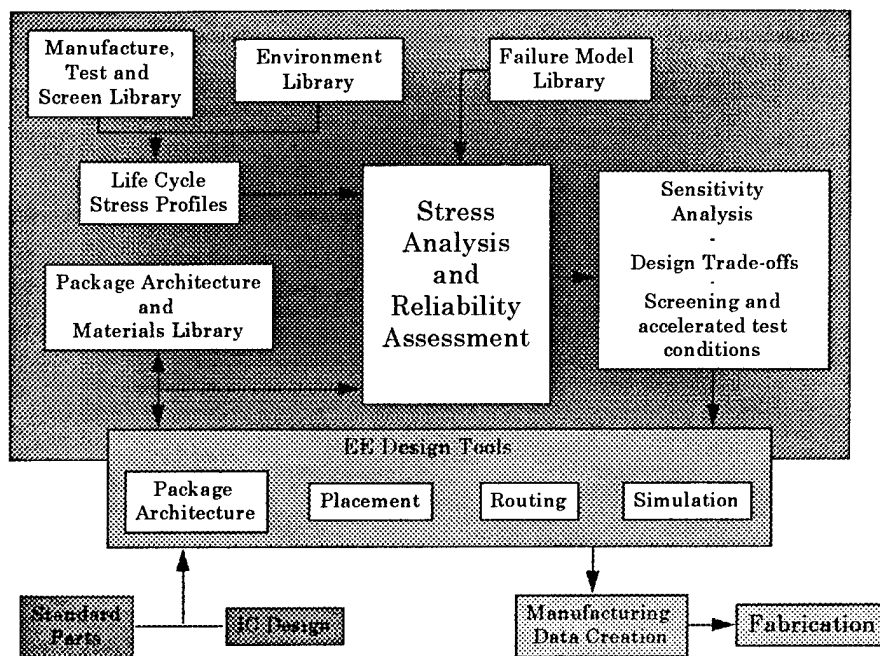 Manufacture,
Test and
Screen Library
Environment
Library
Failure Model
Library
Life Cycle
Stress Profiles
Stress
Analysis
and
Reliability
Assessment
Sensitivity
Analysis
-
Design Trade-offs
-
Screening and
accelerated test
conditions
Package Architecture
and
Materials Library
EE Design Tools
Package
Architecture
Placement
Routing
Simulation
Standard
Parts
IC Design
Manufacturing
Data Creation
Fabrication